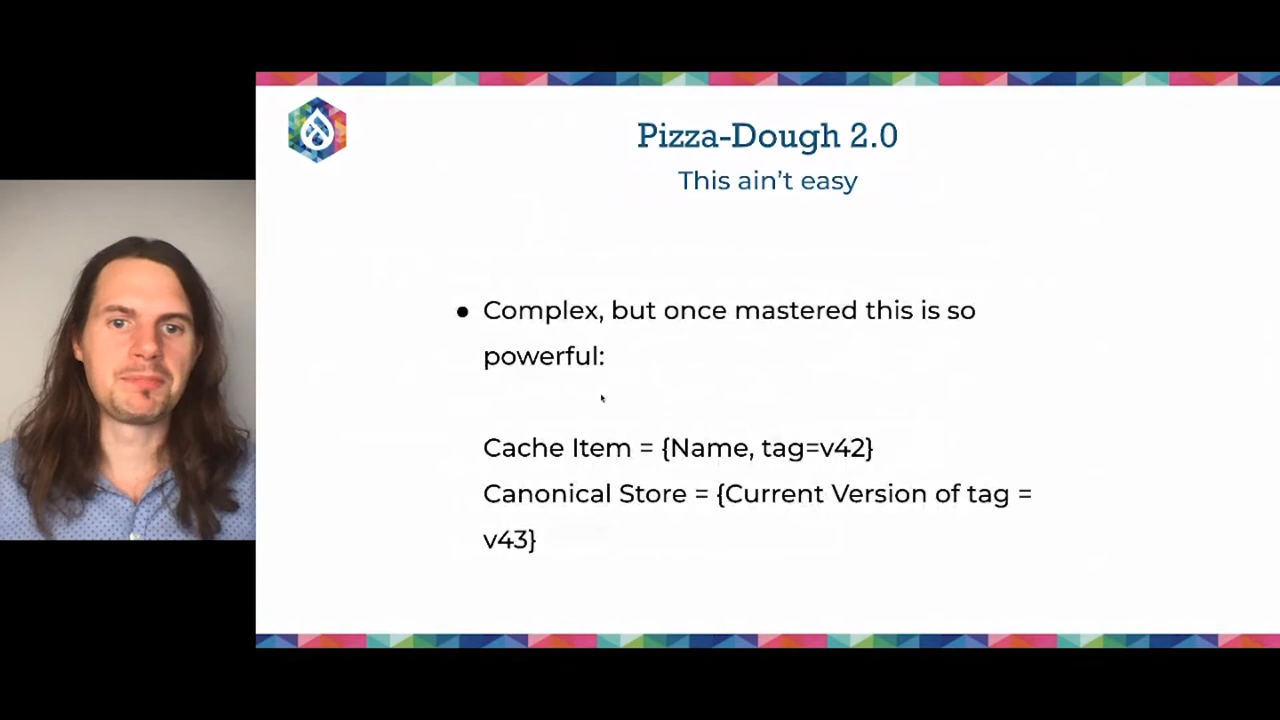 Pizza-Dough 2.0
This ain't easy
● Complex, but once mastered this is so
powerful:
Cache Item = {Name, tag=v42}
Canonical Store = {Current Version of tag =
v43}